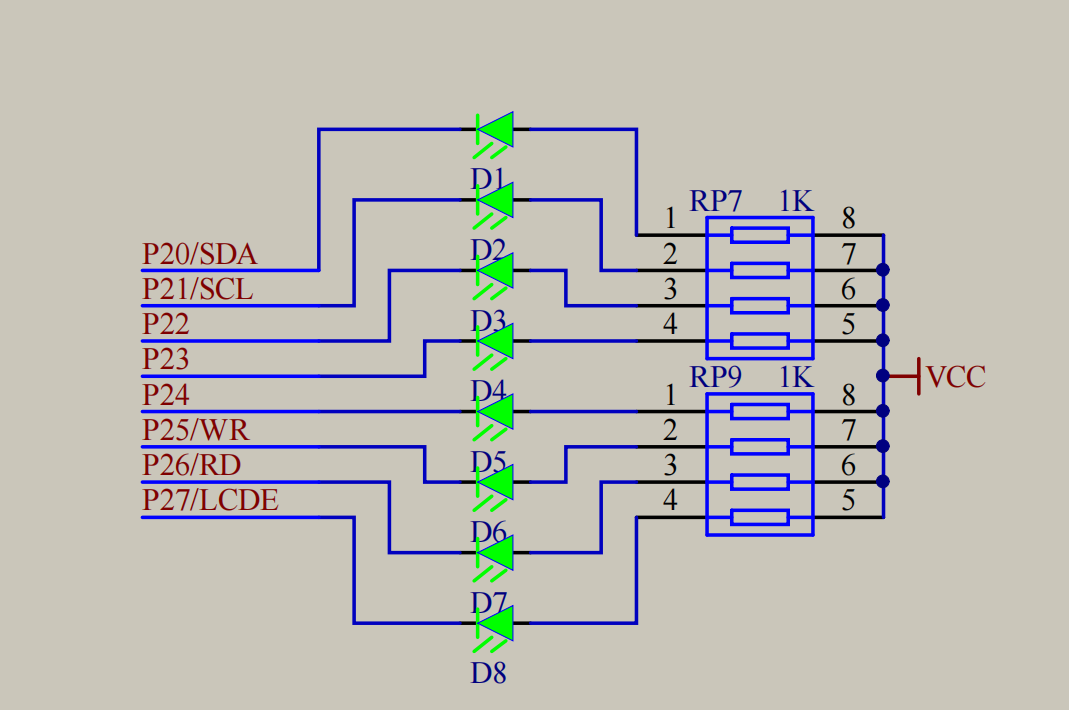 D1
RP7 1K
1 8
P20/SDA
D2
2 7
P21/SCL
3 6
P22
D3
4 5
P23
RP9 1K
VCC
P24
D4
1 8
P25/WR
2 7
P26/RD
D5
3 6
P27/LCDE
4 5
D6
D7
D8